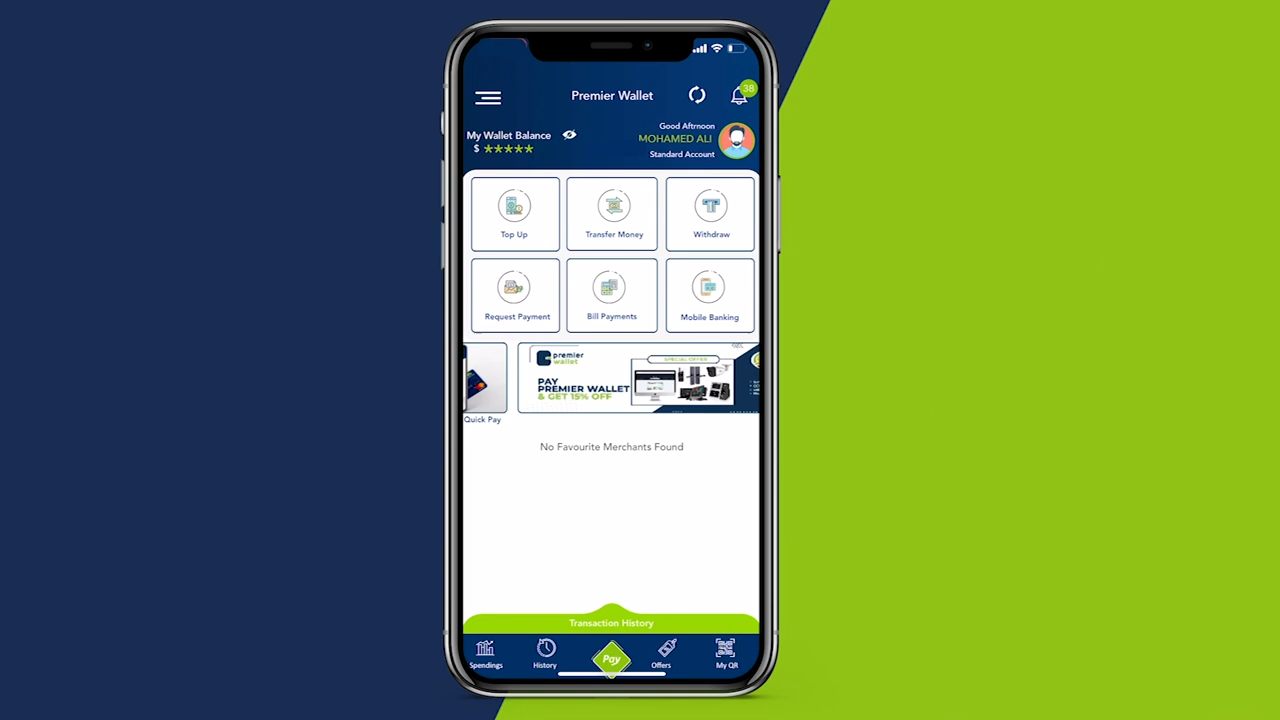 Premier Wallet
38
My Wallet Balance
$ *****
Good Aftrnoon
MOHAMED ALI
Standard Account
Top Up
Transfer Money
Withdraw
Request Payment
Bill Payments
Mobile Banking
premier
wallet
SPECIAL OFFER
PAY
PREMIER WALLET
& GET 15% OFF
Quick Pay
No Favourite Merchants Found
Transaction History
Spendings
History
Pay
Offers
My QR